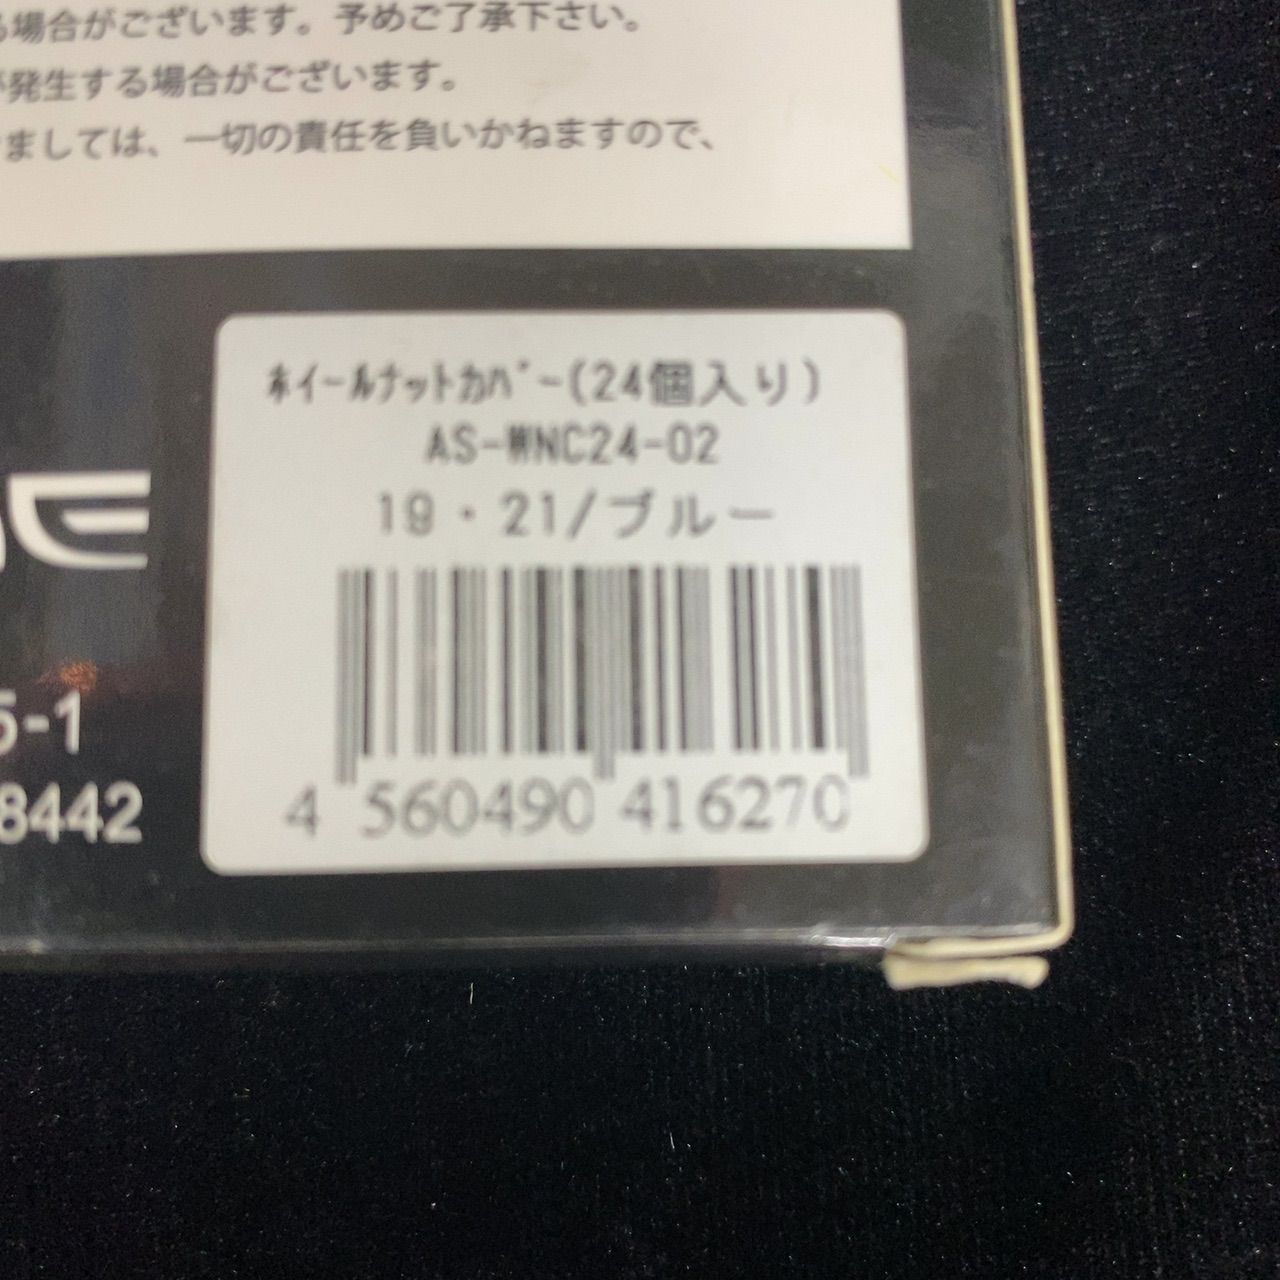 る場合がございます。予めご了承下さい。
が発生する場合がございます。
ましては、一切の責任を負いかねますので、
ﾎｲｰﾙﾅｯﾄｶﾊﾞｰ(24個入り)
AS-WNC24-02
19・21/ブルー
5-1
8442
4 560490 416270